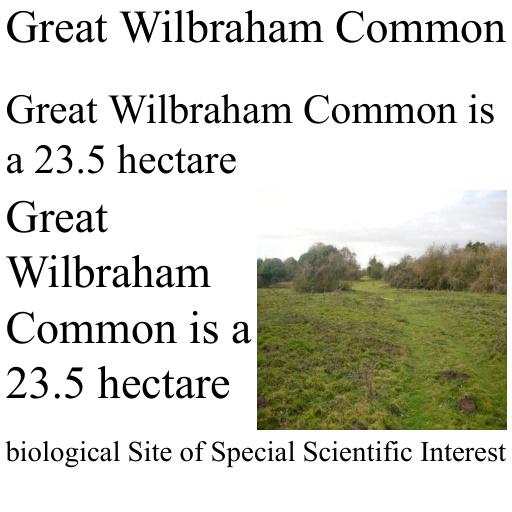 Great Wilbraham Common
Great Wilbraham Common is
a 23.5 hectare
Great
Wilbraham
Common is a
23.5 hectare
biological Site of Special Scientific Interest